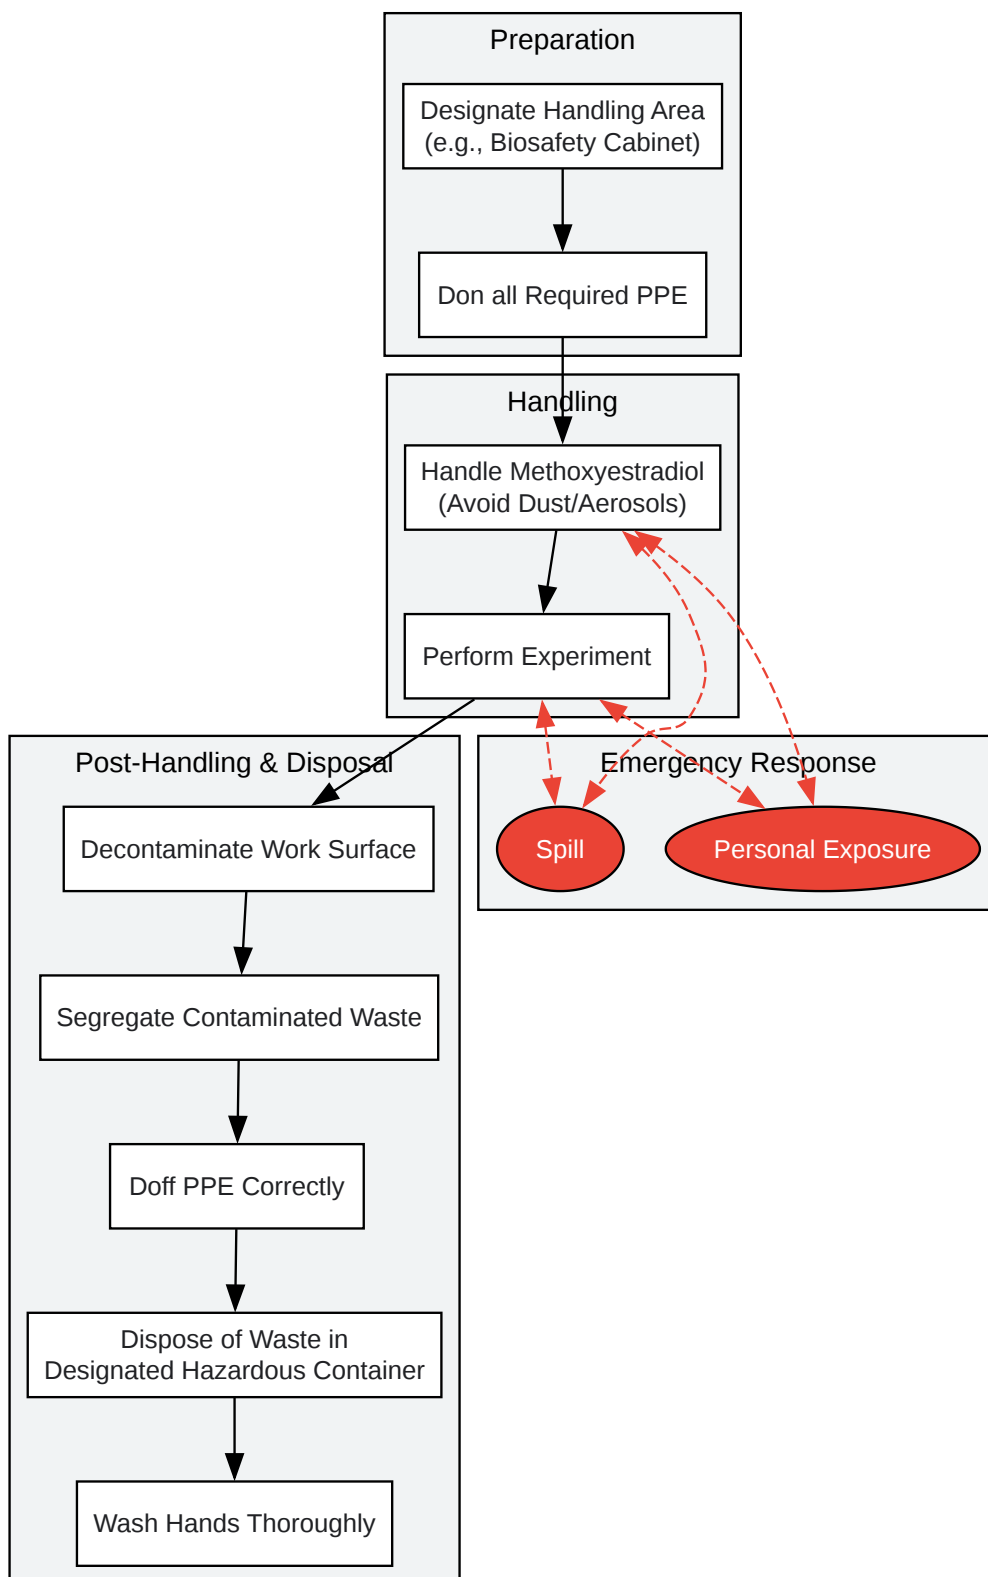 Preparation
Designate Handling Area
(e.g., Biosafety Cabinet)
Don all Required PPE
Handling
Handle Methoxyestradiol
(Avoid Dust/Aerosols)
Perform Experiment
Post-Handling & Disposal
Decontaminate Work Surface
Segregate Contaminated Waste
Doff PPE Correctly
Dispose of Waste in
Designated Hazardous Container
Wash Hands Thoroughly
Emergency Response
Spill
Personal Exposure